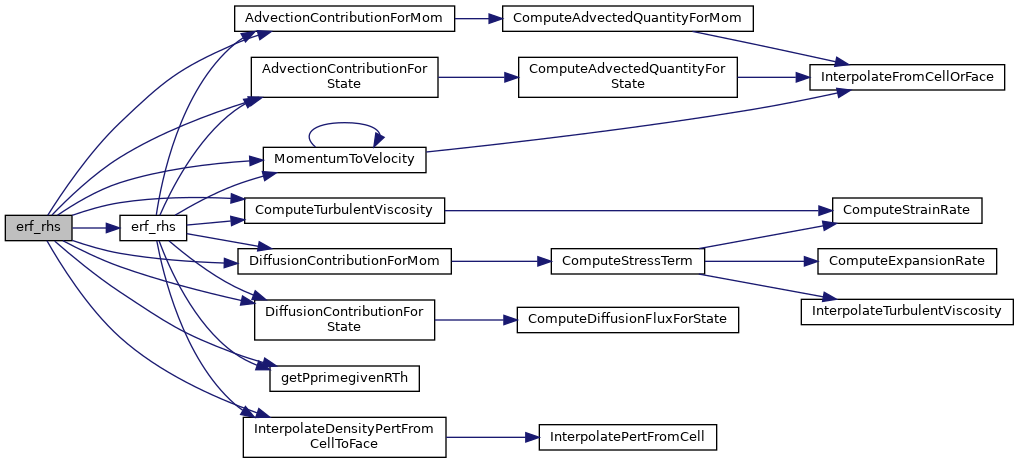 AdvectionContributionForMom
ComputeAdvectedQuantityForMom
AdvectionContributionFor
State
ComputeAdvectedQuantityFor
State
InterpolateFromCellOrFace
MomentumToVelocity
erf_rhs
erf_rhs
ComputeTurbulentViscosity
ComputeStrainRate
DiffusionContributionForMom
ComputeStressTerm
ComputeExpansionRate
DiffusionContributionFor
State
ComputeDiffusionFluxForState
InterpolateTurbulentViscosity
getPprimegivenRTh
InterpolateDensityPertFrom
CellToFace
InterpolatePertFromCell